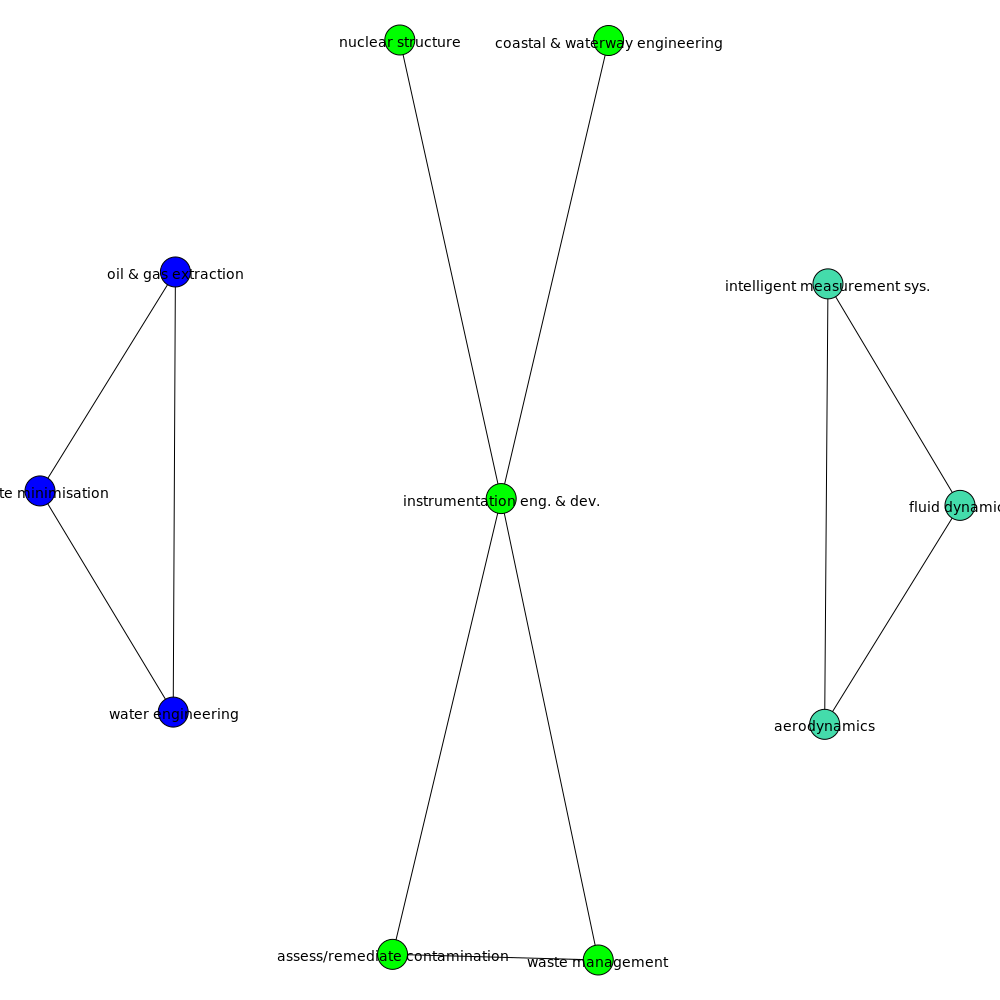 nuclear structure
coastal & waterway engineering
oil & gas extraction
intelligent measurement sys.
te minimisation
instrumentation eng. & dev.
fluid dynamic
water engineering
aerodynamics
assess/remediate contamination
waste management